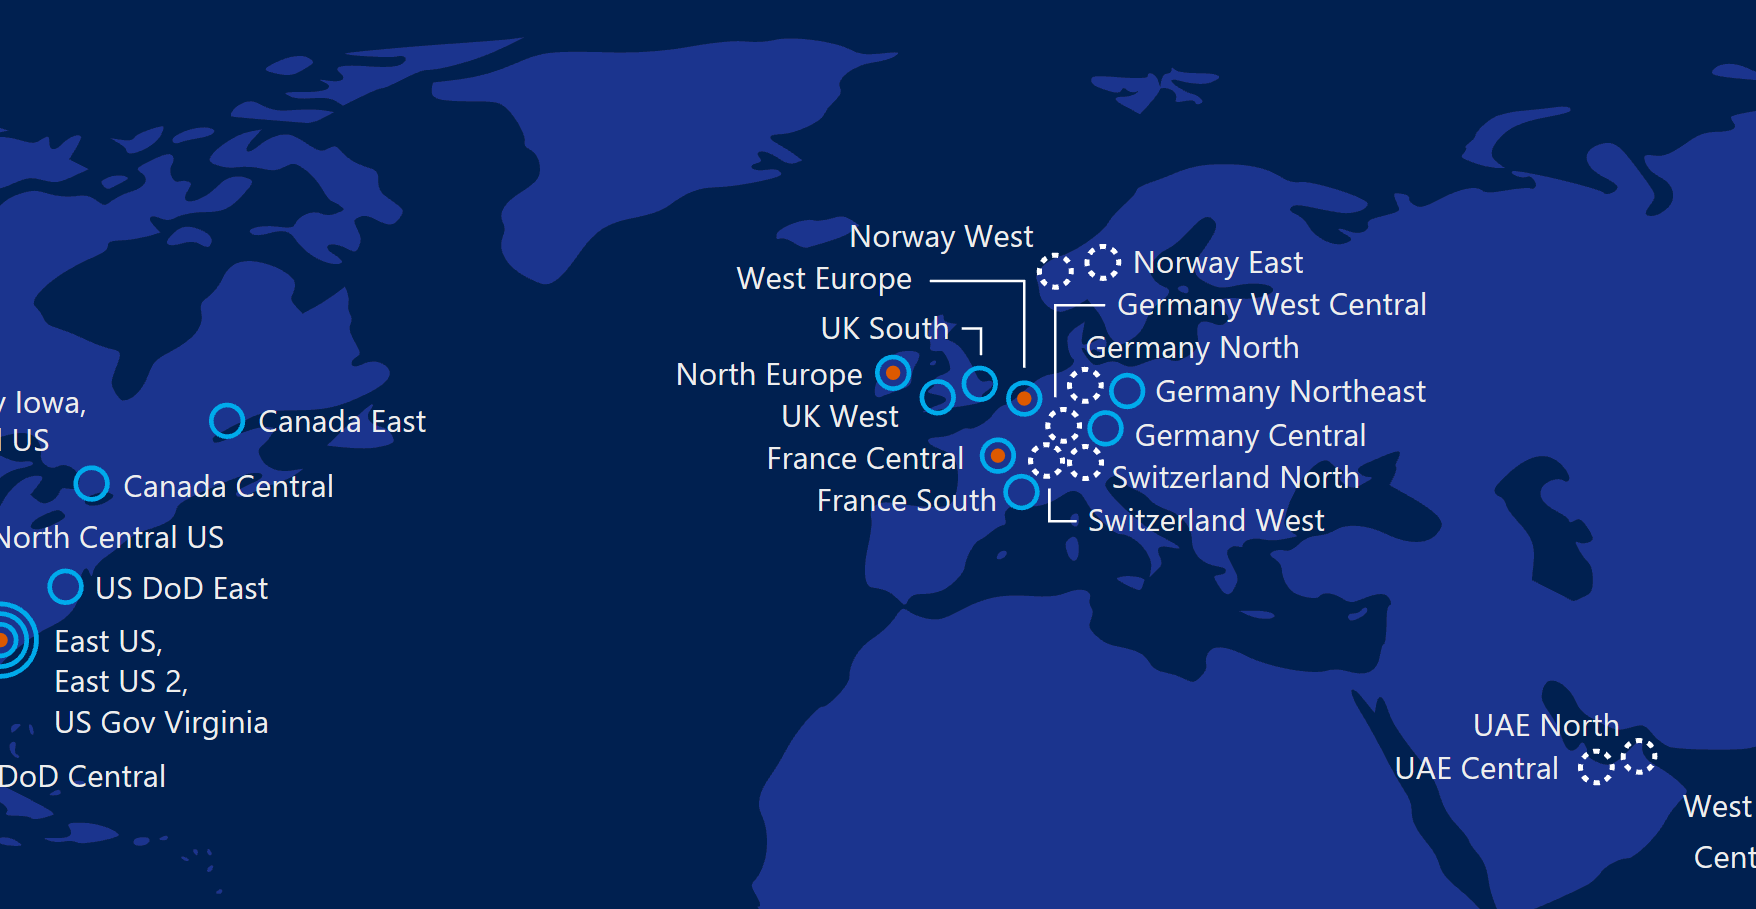 Norway West
Norway East
West Europe
Germany West Central
UK South
Germany North
North Europe
Germany Northeast
UK West
Iowa,
US
Canada East
Germany Central
France Central
Switzerland North
Canada Central
France South
Switzerland West
North Central US
US DoD East
East US,
East US 2,
US Gov Virginia
DoD Central
UAE North
UAE Central
West